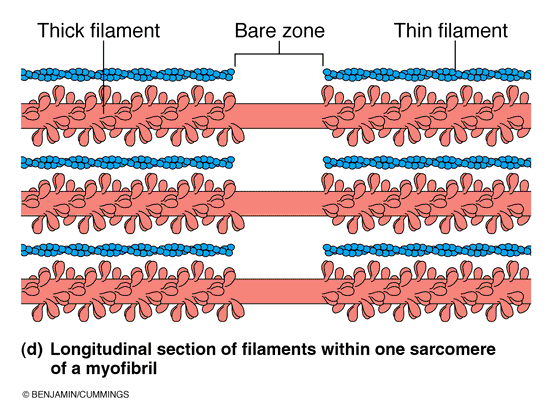 Thick filament Bare zone Thin filament
(d) Longitudinal section of filaments within one sarcomere
of a myofibril
© BENJAMIN/CUMMINGS